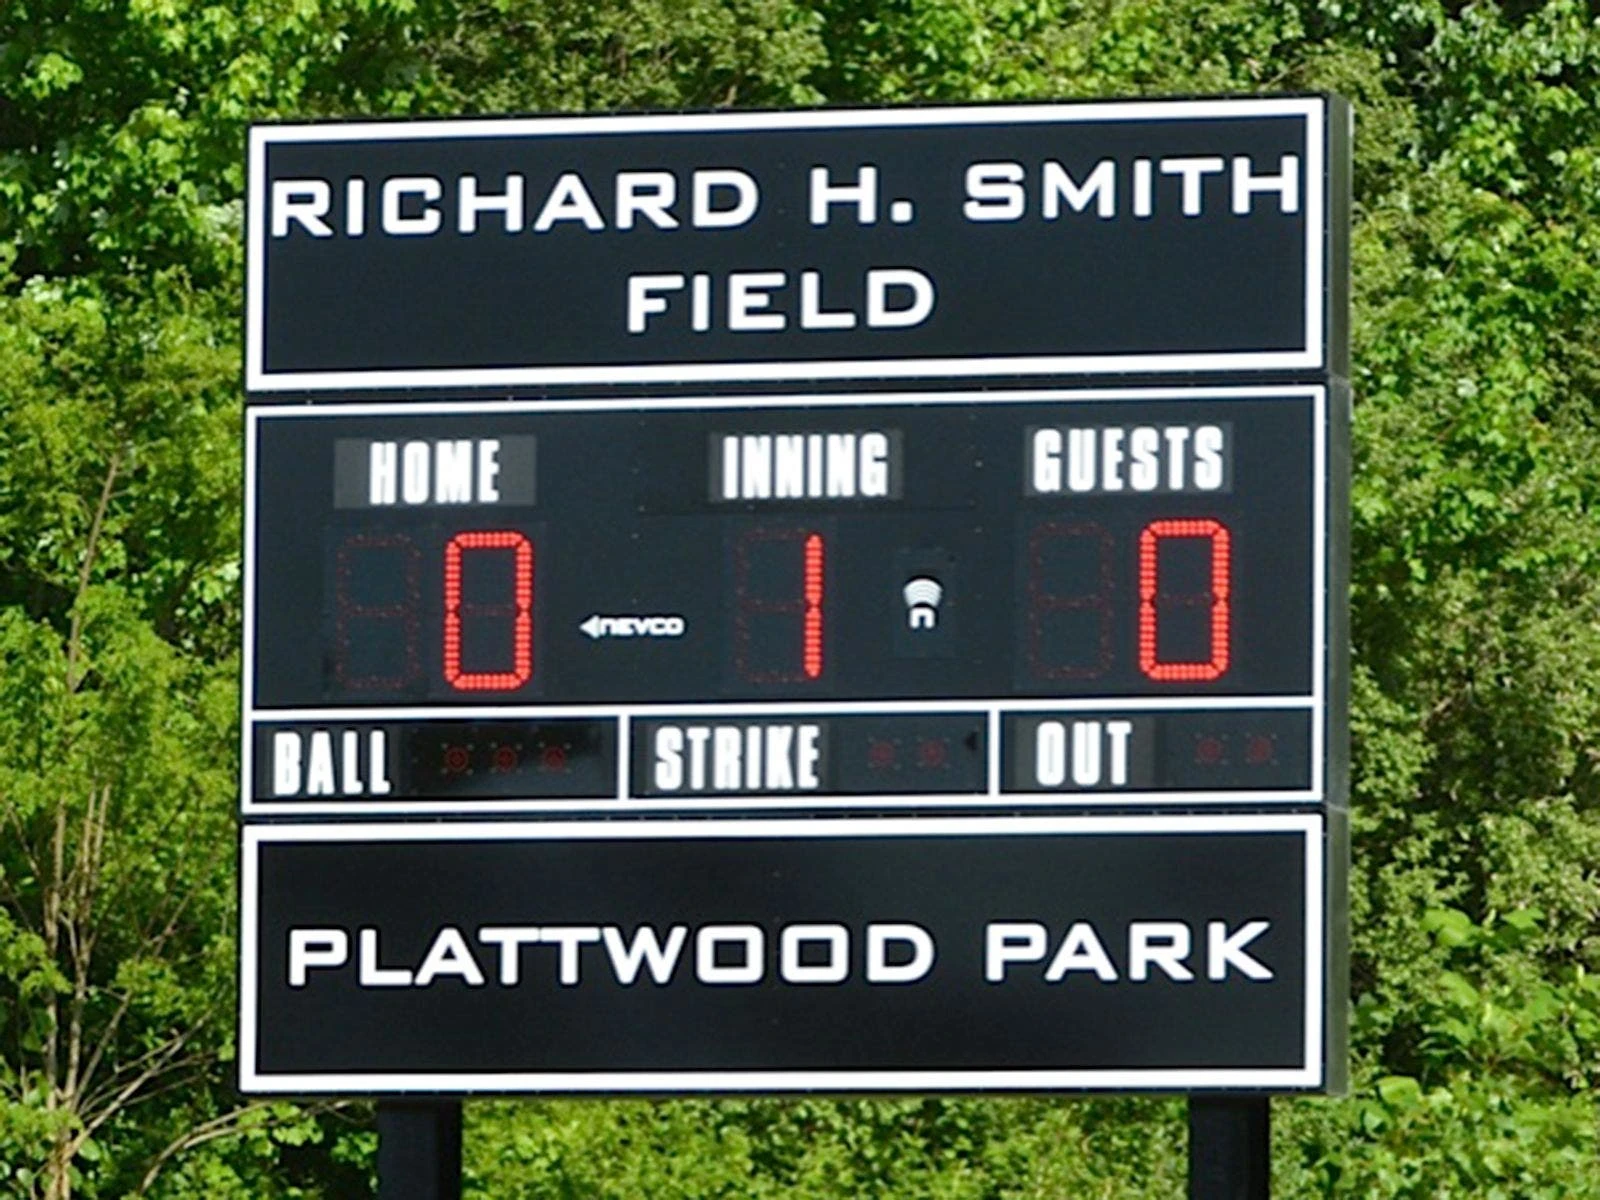 RICHARD H. SMITH
FIELD
HOME INNING GUESTS
0 1 0
NEVCO n
BALL STRIKE OUT
PLATTWOOD PARK